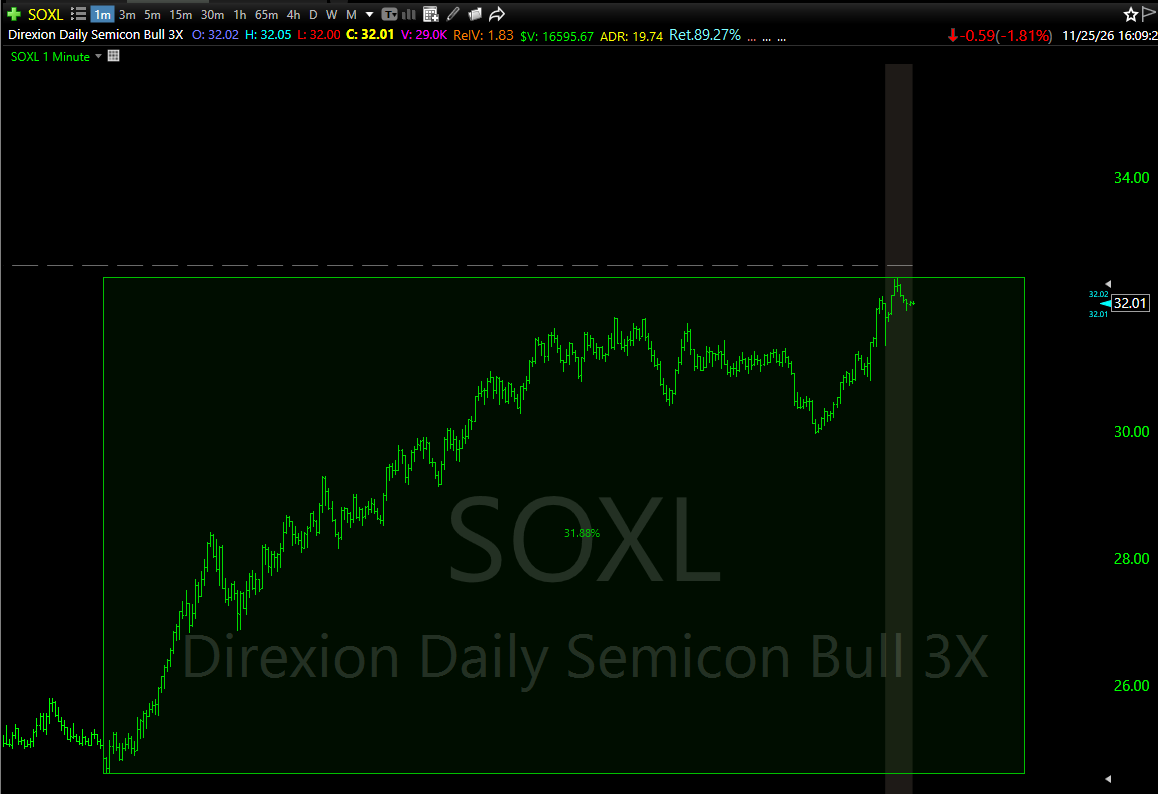 SOXL 1m 3m 5m 15m 30m 1h 65m 4h D W M T
Direxion Daily Semicon Bull 3X O: 32.02 H: 32.05 L: 32.00 C: 32.01 V: 29.0K RelV: 1.83 $V: 16595.67 ADR: 19.74 Ret.89.27% ... ... ... -0.59(-1.81%) 11/25/26 16:09:2
SOXL 1 Minute
34.00
32.02
32.01
32.01
30.00
SOXL
31.88%
28.00
Direxion Daily Semicon Bull 3X
26.00